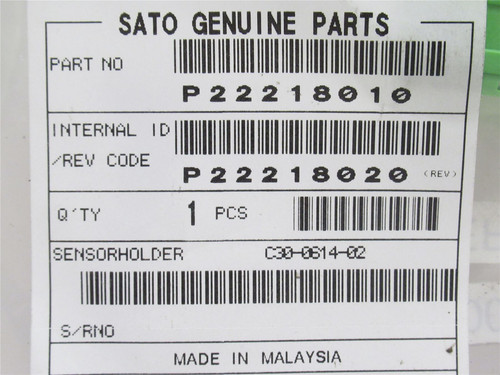 SATO GENUINE PARTS
PART NO
P22218010
INTERNAL ID
/REV CODE
P22218020 (REV)
Q'TY 1 PCS
SENSORHOLDER C30-0614-02
S/RNO
MADE IN MALAYSIA